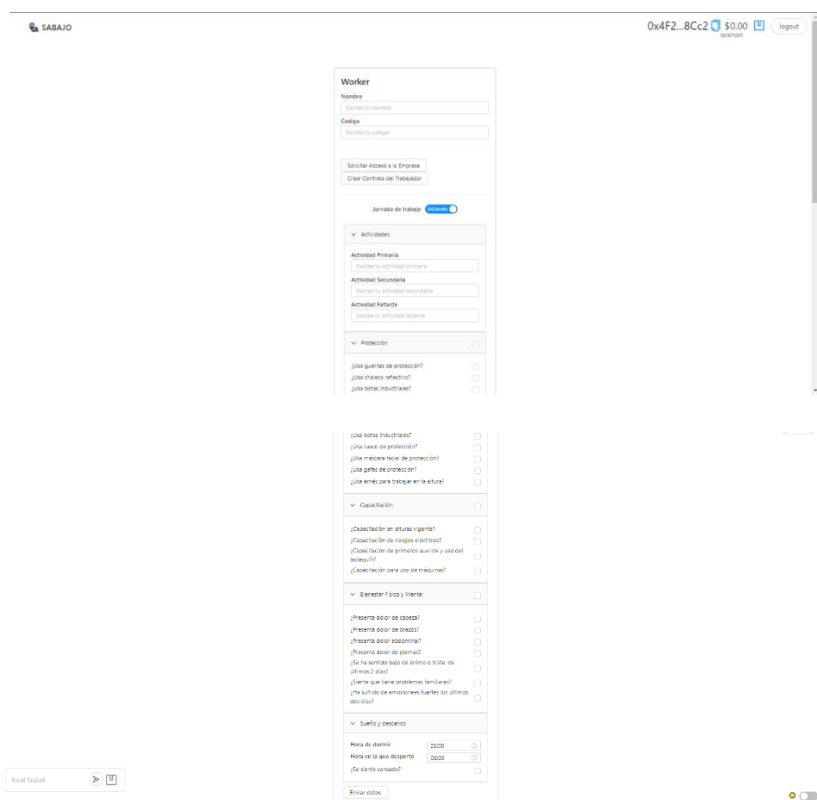 SABAJO
0x4F2...8Cc2 $0.00 logout
localhost
Worker
Nombre
Escribe tu nombre
Codigo
Escribe tu codigo
Solicitar Acceso a la Empresa
Crear Contrato del Trabajador
Jornada de trabajo
Actividades
Actividad Primaria
Escribe tu actividad primaria
Actividad Secundaria
Escribe tu actividad secundaria
Actividad Faltante
Escribe tu actividad faltante
Protección
¿Usa guantes de protección?
¿Usa chaleco reflectivo?
¿Usa botas industriales?
¿Usa botas industriales?
¿Usa casco de protección?
¿Usa máscara facial de protección?
¿Usa gafas de protección?
¿Usa arnés para trabajar en la altura?
Capacitación
¿Capacitación en alturas vigente?
¿Capacitación de riesgos eléctricos?
¿Capacitación de primeros auxilios y uso del
botequín?
¿Capacitación para uso de máquinas?
Bienestar Físico y Mental
¿Presenta dolor de cabeza?
¿Presenta dolor de brazos?
¿Presenta dolor abdominal?
¿Presenta dolor de piernas?
¿Se ha sentido bajo de ánimo o triste los
últimos 2 días?
¿Siente que tiene problemas familiares?
¿Ha sufrido de emociones fuertes los últimos
dos días?
Sueño y descanso
Hora de dormir 22:00
Hora en la que despertó 08:00
¿Se siente cansado?
Enviar datos
local faucet